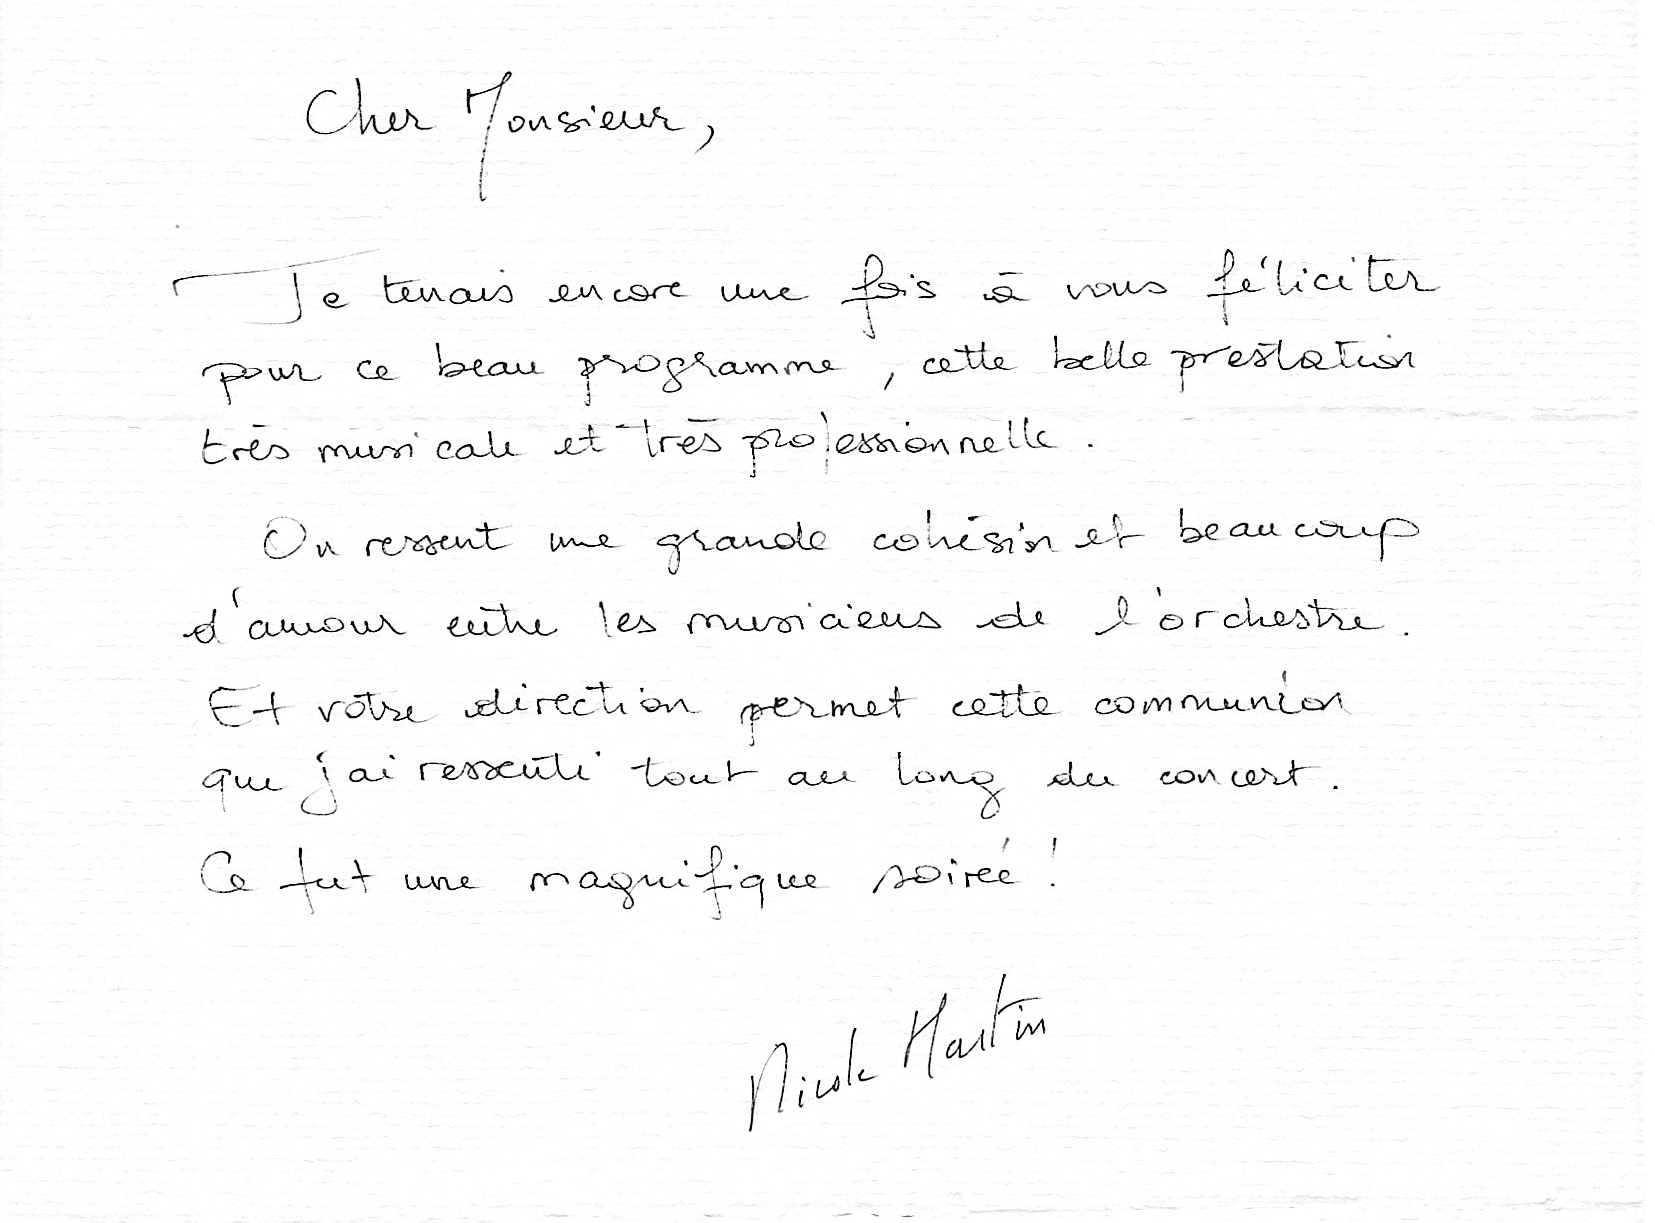 Cher Monsieur,
Je tenais encore une fois à vous féliciter
pour ce beau programme, cette belle prestation
très musicale et très professionnelle.
On ressent une grande cohésion et beaucoup
d'amour entre les musiciens de l'orchestre.
Et votre direction permet cette communion
que j'ai ressenti tout au long du concert.
Ce fut une magnifique soirée !
Nicole Martin